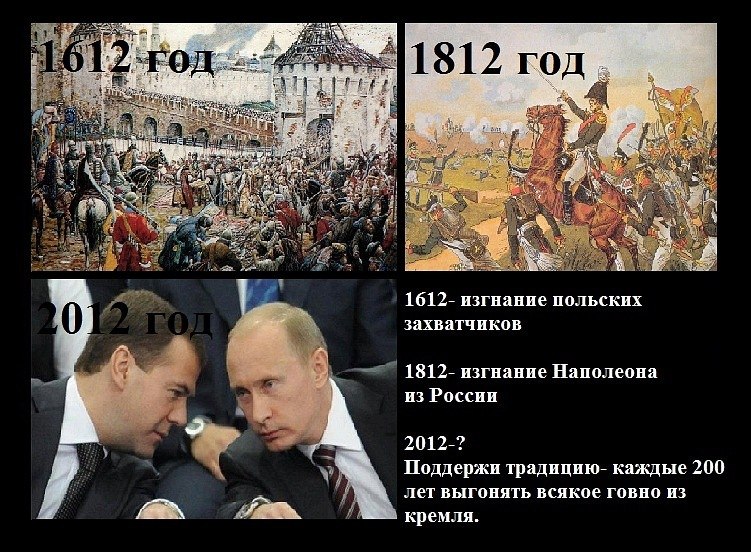 1612 год
1812 год
2012 год
1612- изгнание польских
захватчиков
1812- изгнание Наполеона
из России
2012-?
Поддержи традицию- каждые 200
лет выгонять всякое говно из
кремля.